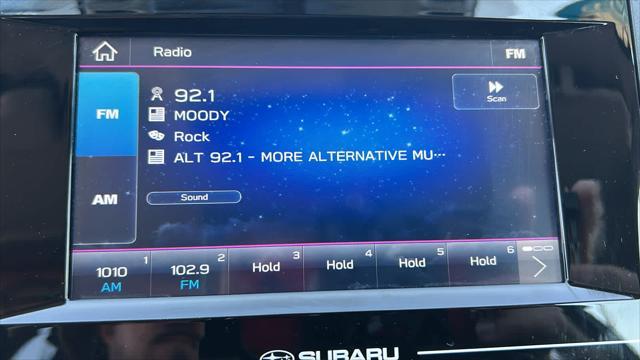 Radio
FM
FM
92.1
MOODY
Rock
ALT 92.1 - MORE ALTERNATIVE MU···
Scan
AM
Sound
1010 AM 1
102.9 FM 2
Hold 3
Hold 4
Hold 5
Hold 6
SUBARU